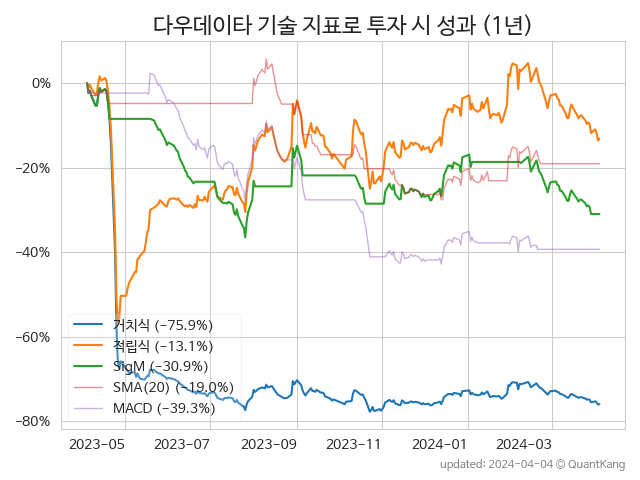 다우데이타 기술 지표로 투자 시 성과 (1년)
0%
−20%
−40%
−60%
−80%
거치식 (−75.9%)
적립식 (−13.1%)
SigM (−30.9%)
SMA(20) (−19.0%)
MACD (−39.3%)
2023−05 2023−07 2023−09 2023−11 2024−01 2024−03
updated: 2024−04−04 ⓒ QuantKang